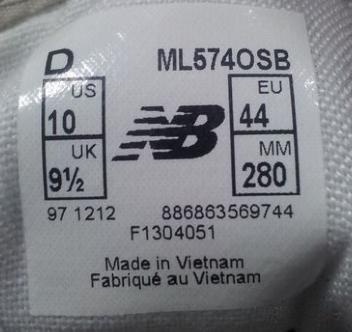 D ML574OSB
US EU
10 44
UK MM
9½ 280
97 1212 886863569744
F1304051
Made in Vietnam
Fabriqué au Vietnam